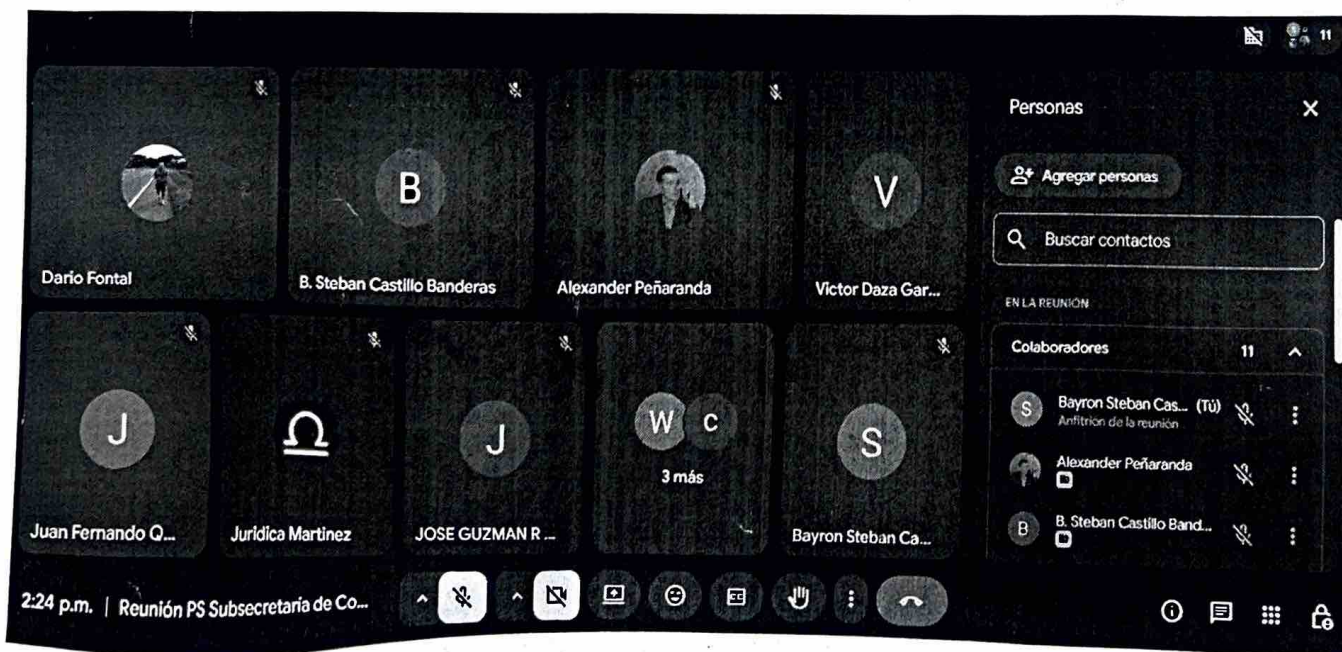 11
Personas
Agregar personas
Buscar contactos
EN LA REUNIÓN
Colaboradores 11
S Bayron Steban Cas... (Tú)
Anfitrión de la reunión
Alexander Peñaranda
B B. Steban Castillo Band...
Dario Fontal
B
B. Steban Castillo Banderas
Alexander Peñaranda
V
Victor Daza Gar...
J
Juan Fernando Q...
Juridica Martinez
J
JOSE GUZMAN R ...
W C
3 más
S
Bayron Steban Ca...
2:24 p.m. | Reunión PS Subsecretaria de Co...
CC